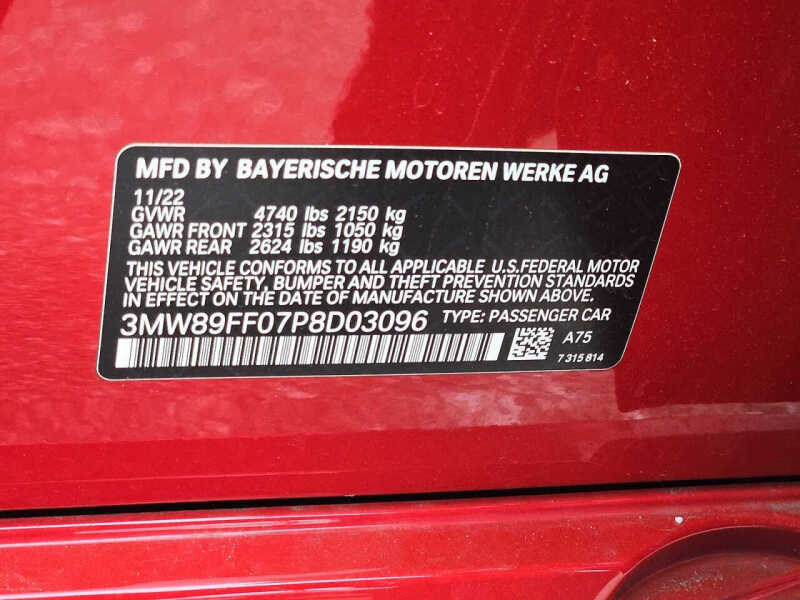 MFD BY BAYERISCHE MOTOREN WERKE AG
11/22
GVWR 4740 lbs 2150 kg
GAWR FRONT 2315 lbs 1050 kg
GAWR REAR 2624 lbs 1190 kg
THIS VEHICLE CONFORMS TO ALL APPLICABLE U.S.FEDERAL MOTOR
VEHICLE SAFETY, BUMPER AND THEFT PREVENTION STANDARDS
IN EFFECT ON THE DATE OF MANUFACTURE SHOWN ABOVE.
3MW89FF07P8D03096 TYPE: PASSENGER CAR
A75
7 315 814